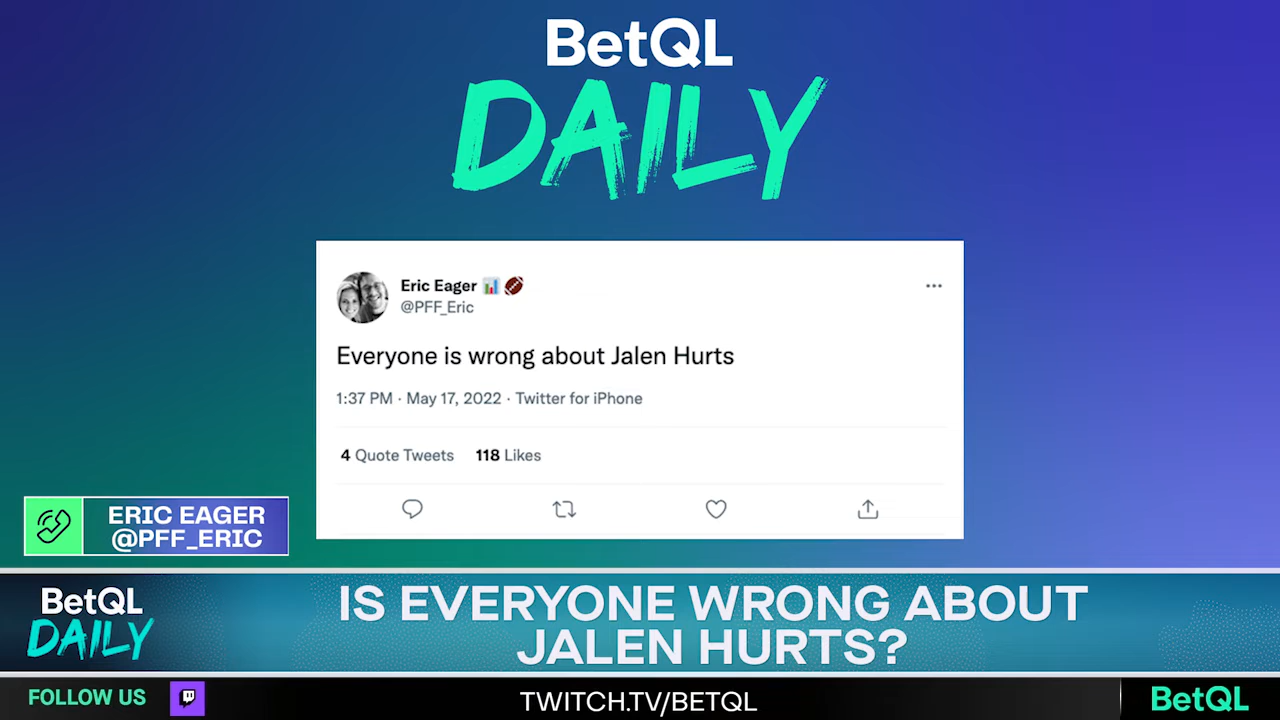 BetQL
DAILY
Eric Eager 📊 🏈
@PFF_Eric
Everyone is wrong about Jalen Hurts
1:37 PM · May 17, 2022 · Twitter for iPhone
4 Quote Tweets 118 Likes
ERIC EAGER
@PFF_ERIC
BetQL
DAILY
IS EVERYONE WRONG ABOUT
JALEN HURTS?
FOLLOW US
TWITCH.TV/BETQL
BetQL